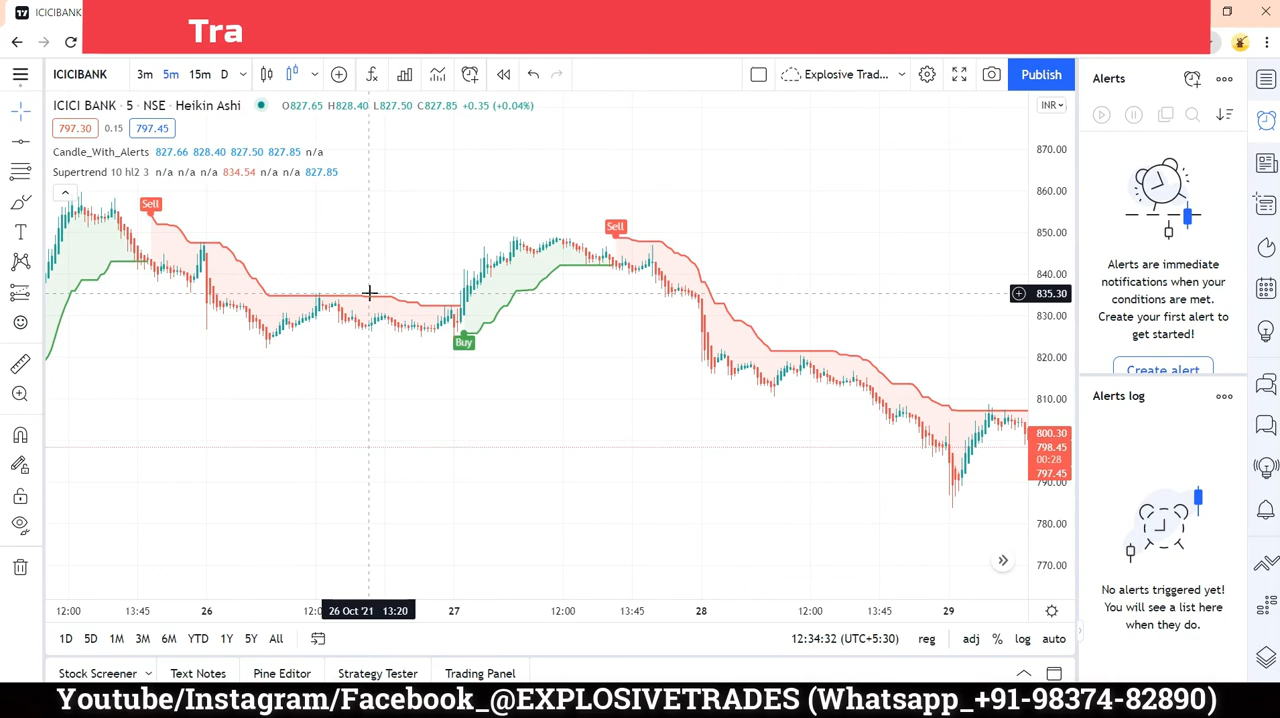 ICICIBANK
Tra
ICICIBANK 3m 5m 15m D Explosive Trad... Publish
ICICI BANK · 5 · NSE · Heikin Ashi O827.65 H828.40 L827.50 C827.85 +0.35 (+0.04%)
INR
797.30 0.15 797.45
Candle_With_Alerts 827.66 828.40 827.50 827.85 n/a
Supertrend 10 hl2 3 n/a n/a n/a 834.54 n/a n/a 827.85
Sell
Sell
Buy
870.00
860.00
850.00
840.00
835.30
830.00
820.00
810.00
800.30
798.45
00:28
797.45
790.00
780.00
770.00
12:00 13:45 26 12:0 26 Oct '21 13:20 27 12:00 13:45 28 12:00 13:45 29
1D 5D 1M 3M 6M YTD 1Y 5Y All 12:34:32 (UTC+5:30) reg adj % log auto
Stock Screener Text Notes Pine Editor Strategy Tester Trading Panel
Alerts
Alerts are immediate
notifications when your
conditions are met.
Create your first alert to
get started!
Create alert
Alerts log
No alerts triggered yet!
You will see a list here
when they do.
Youtube/Instagram/Facebook_@EXPLOSIVETRADES (Whatsapp_+91-98374-82890)